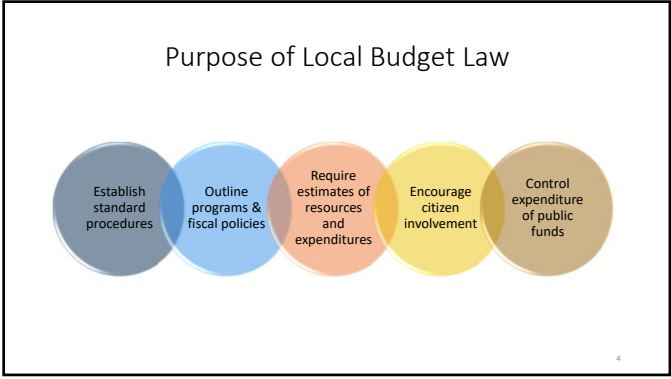 Purpose of Local Budget Law
Establish
standard
procedures
Outline
programs &
fiscal policies
Require
estimates of
resources
and
expenditures
Encourage
citizen
involvement
Control
expenditure
of public
funds
4